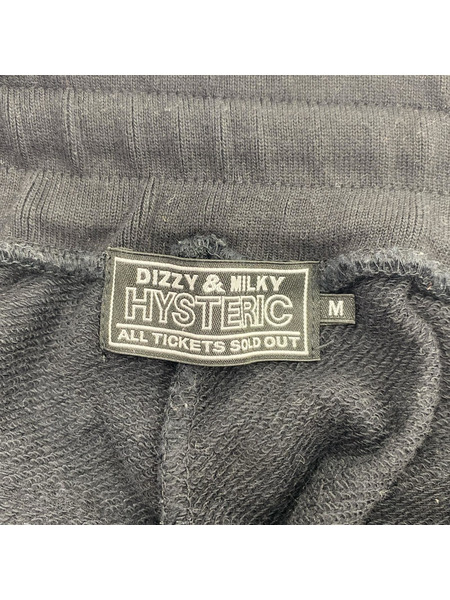 DIZZY & MILKY
HYSTERIC
ALL TICKETS SOLD OUT
M